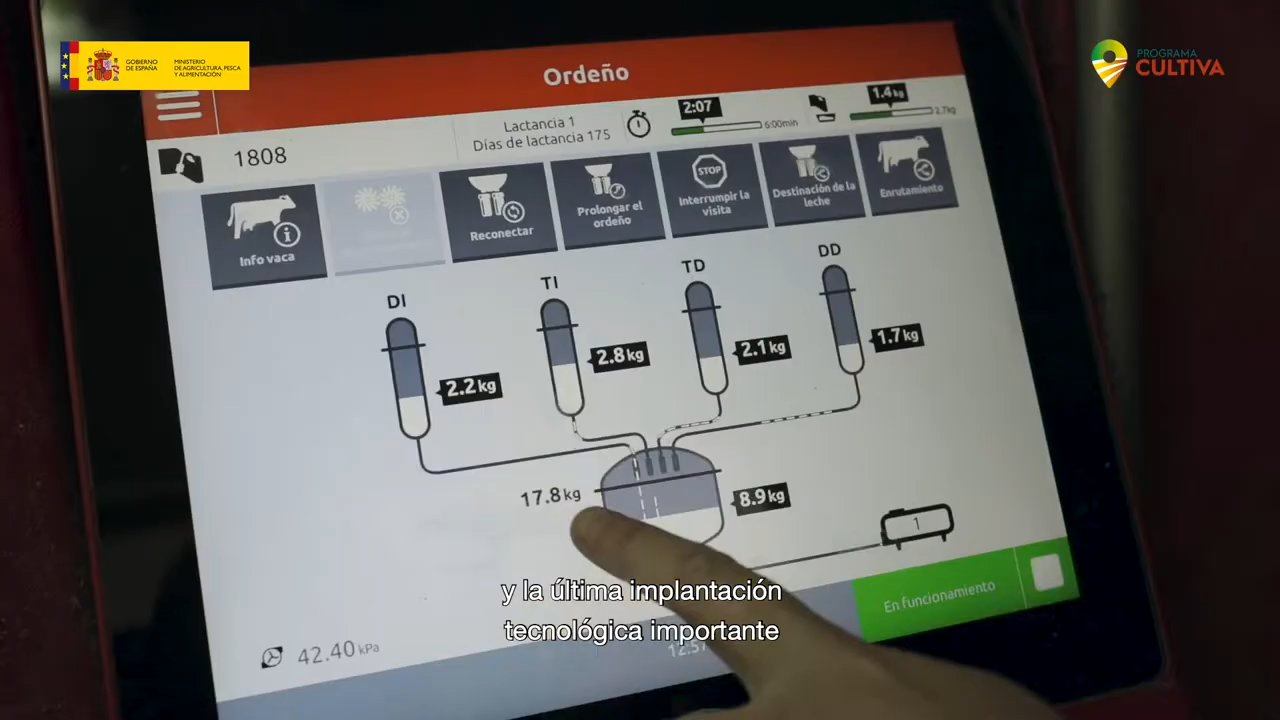 GOBIERNO
DE ESPAÑA
MINISTERIO
DE AGRICULTURA, PESCA
Y ALIMENTACIÓN
PROGRAMA
CULTIVA
Ordeño
1808
Lactancia 1
Días de lactancia 175
2:07
6:00min
1.4kg
2.7kg
Info vaca
Reconectar
Prolongar el
ordeño
STOP
Interrumpir la
visita
Destinación de la
leche
Enrutamiento
DI
TI
TD
DD
2.2kg
2.8kg
2.1kg
1.7kg
17.8kg
8.9kg
1
En funcionamiento
y la última implantación
tecnológica importante
42.40 kPa